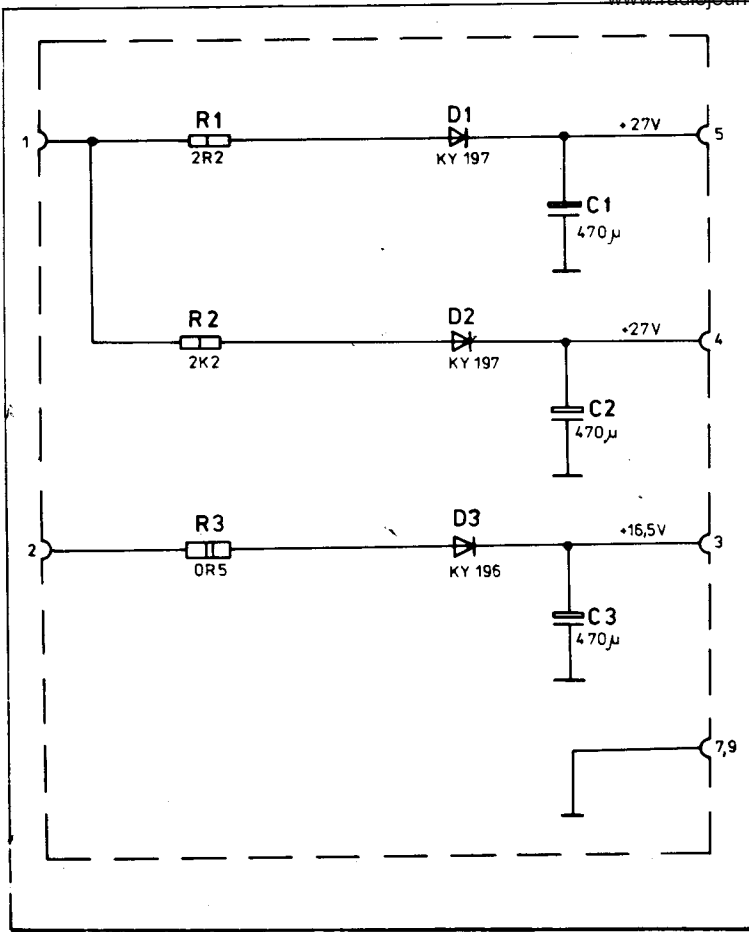 R1
D1
+27V
1
5
2R2
KY 197
C1
470µ
R2
D2
+27V
4
2K2
KY 197
C2
470µ
R3
D3
+16,5V
2
3
0R5
KY 196
C3
470µ
7,9